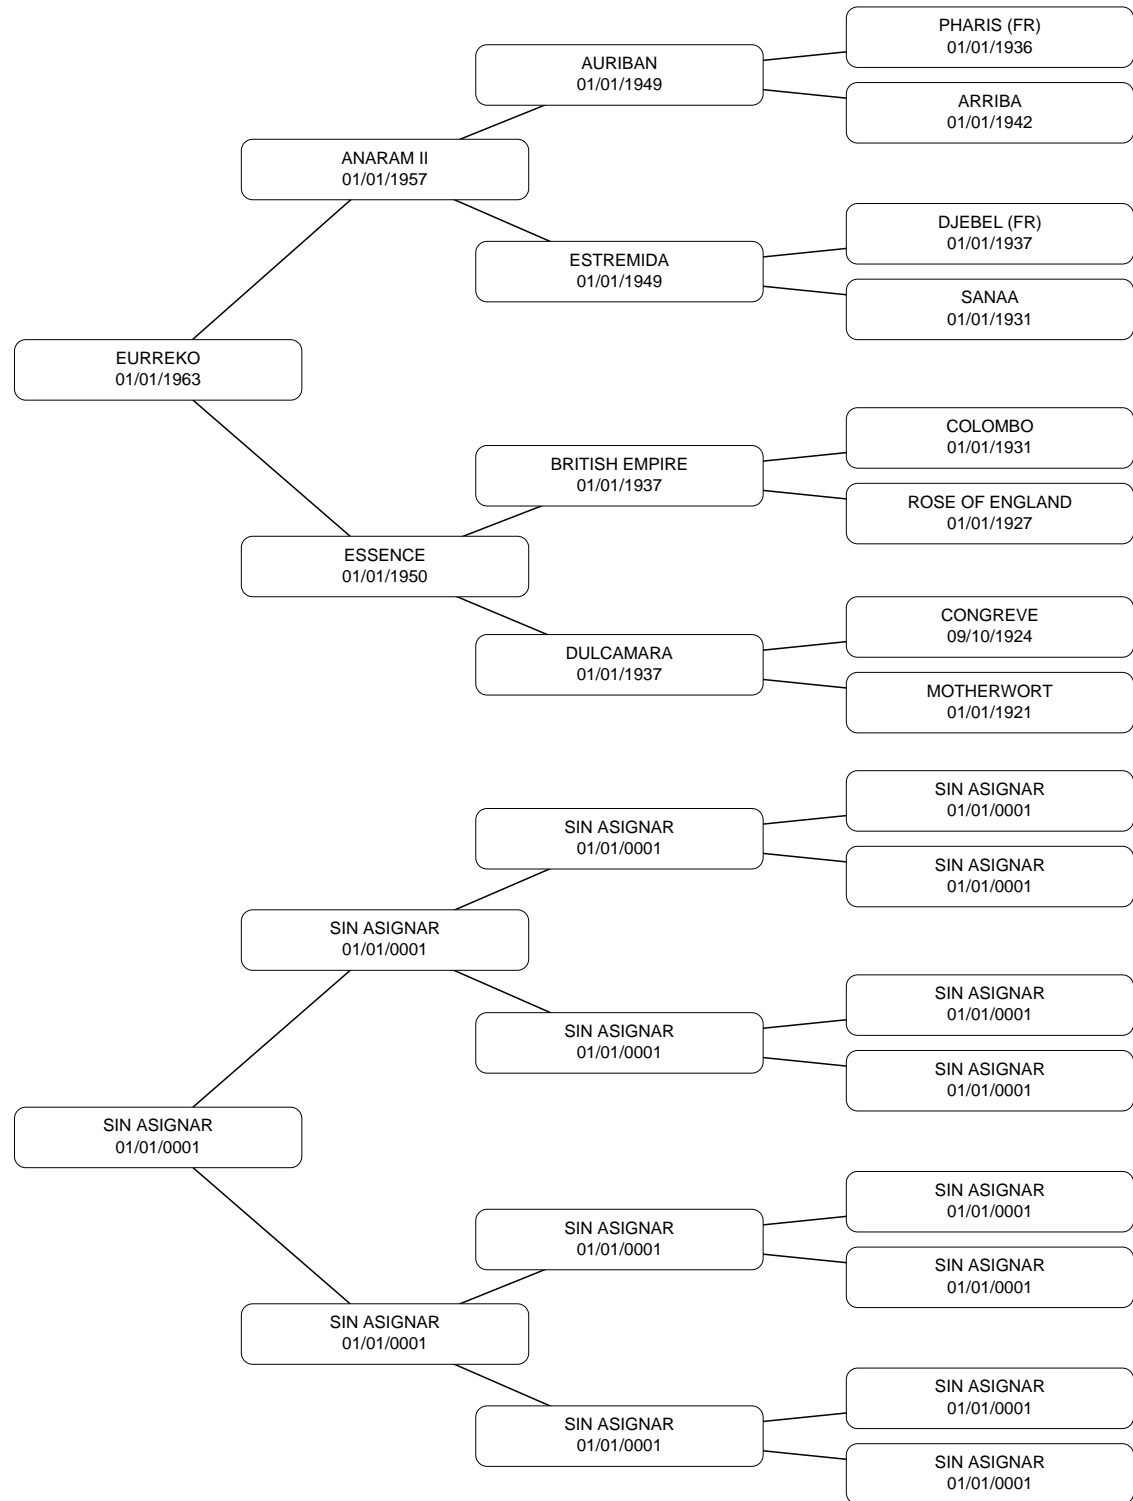 PHARIS (FR)
01/01/1936
AURIBAN
01/01/1949
ARRIBA
01/01/1942
ANARAM II
01/01/1957
DJEBEL (FR)
01/01/1937
ESTREMIDA
01/01/1949
SANAA
01/01/1931
EURREKO
01/01/1963
COLOMBO
01/01/1931
BRITISH EMPIRE
01/01/1937
ROSE OF ENGLAND
01/01/1927
ESSENCE
01/01/1950
CONGREVE
09/10/1924
DULCAMARA
01/01/1937
MOTHERWORT
01/01/1921
SIN ASIGNAR
01/01/0001
SIN ASIGNAR
01/01/0001
SIN ASIGNAR
01/01/0001
SIN ASIGNAR
01/01/0001
SIN ASIGNAR
01/01/0001
SIN ASIGNAR
01/01/0001
SIN ASIGNAR
01/01/0001
SIN ASIGNAR
01/01/0001
SIN ASIGNAR
01/01/0001
SIN ASIGNAR
01/01/0001
SIN ASIGNAR
01/01/0001
SIN ASIGNAR
01/01/0001
SIN ASIGNAR
01/01/0001
SIN ASIGNAR
01/01/0001
SIN ASIGNAR
01/01/0001